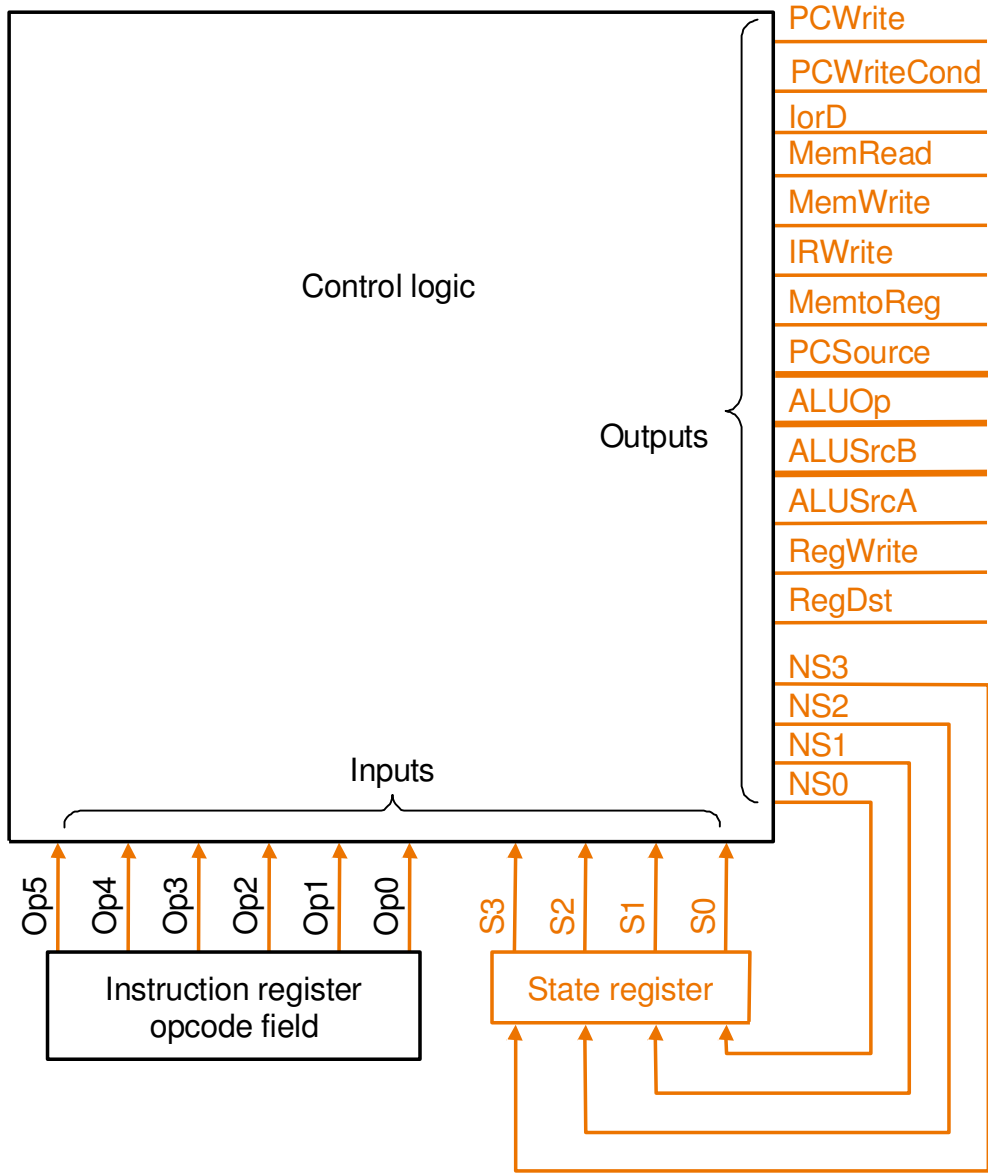 PCWrite
PCWriteCond
IorD
MemRead
MemWrite
IRWrite
Control logic
MemtoReg
PCSource
ALUOp
Outputs
ALUSrcB
ALUSrcA
RegWrite
RegDst
NS3
NS2
NS1
Inputs
NS0
Op5
Op4
Op3
Op2
Op1
Op0
S3
S2
S1
S0
Instruction register
opcode field
State register